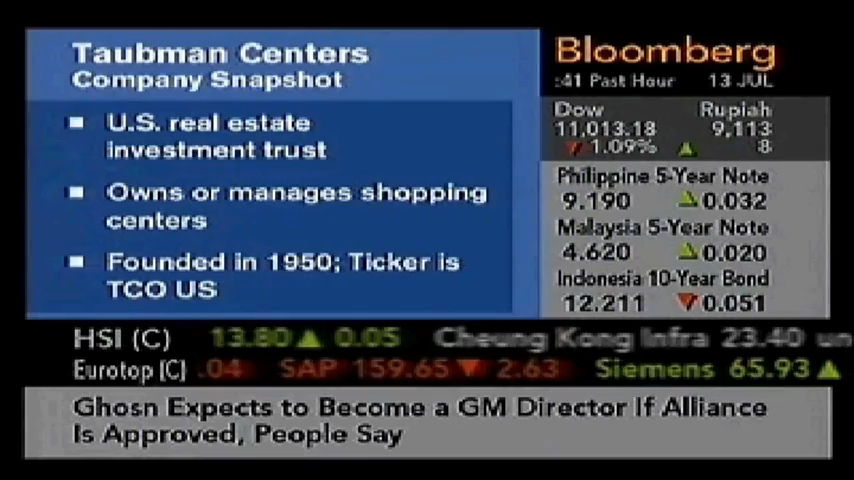 Taubman Centers
Company Snapshot
U.S. real estate
investment trust
Owns or manages shopping
centers
Founded in 1950; Ticker is
TCO US
Bloomberg
:41 Past Hour 13 JUL
Dow Rupiah
11,013.18 9,113
1.09% 8
Philippine 5-Year Note
9.190 0.032
Malaysia 5-Year Note
4.620 0.020
Indonesia 10-Year Bond
12.211 0.051
HSI (C) 13.80 0.05 Cheung Kong Infra 23.40 un
Eurotop (C) .04 SAP 159.65 2.63 Siemens 65.93
Ghosn Expects to Become a GM Director If Alliance
Is Approved, People Say